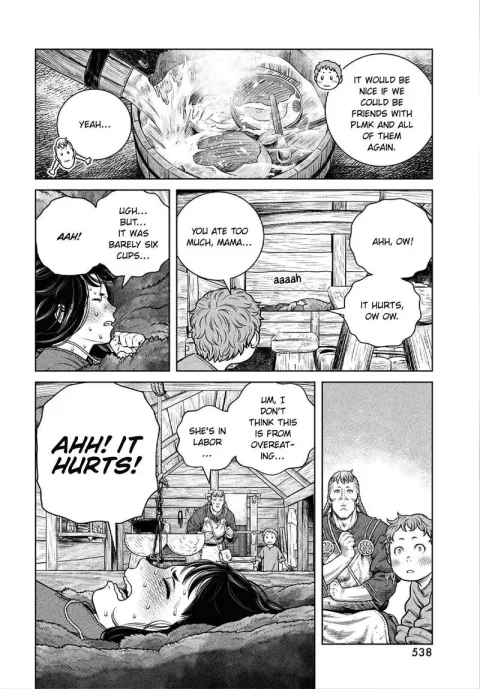 IT WOULD BE
NICE IF WE
COULD BE
FRIENDS WITH
PLMK AND ALL
OF THEM
AGAIN.
YEAH...
AHH, OW!
IT HURTS,
OW OW.
YOU ATE TOO
MUCH, MAMA...
aaaah
UGH...
BUT...
IT WAS
BARELY SIX
CUPS...
AAH!
UM, I
DON'T
THINK THIS
IS FROM
OVEREAT-
ING...
SHE'S IN
LABOR
...
AHH! IT
HURTS!
538